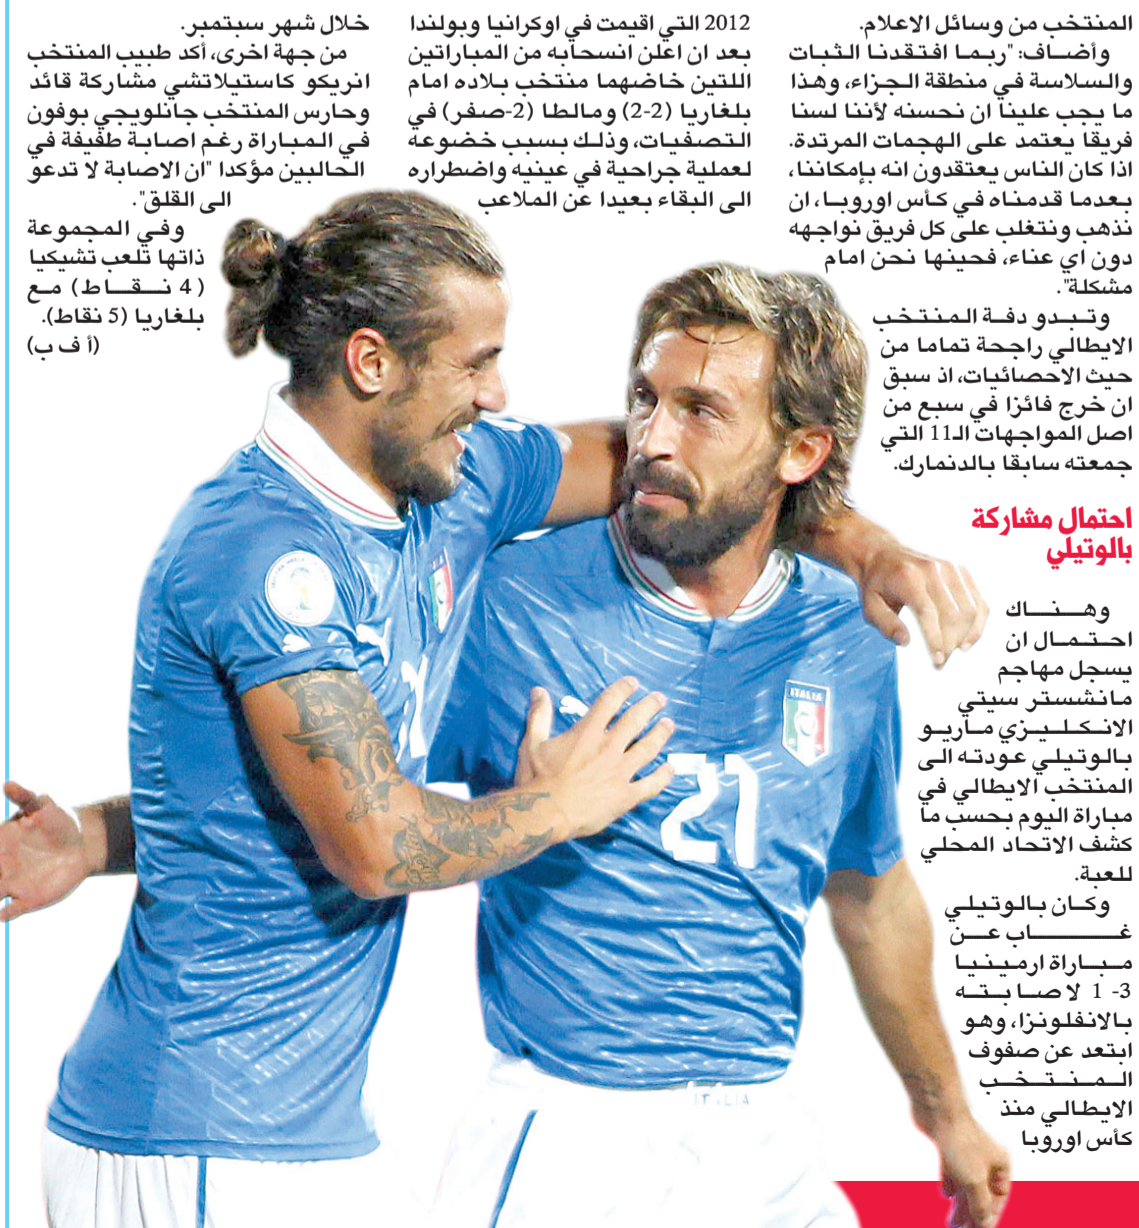 المنتخب من وسائل الاعلام.
وأضاف: "ربما افتقدنا الثبات
والسلاسة في منطقة الجزاء، وهذا
ما يجب علينا ان نحسنه لأننا لسنا
فريقا يعتمد على الهجمات المرتدة.
اذا كان الناس يعتقدون انه بإمكاننا،
بعدما قدمناه في كأس اوروبا، ان
نذهب ونتغلب على كل فريق نواجهه
دون اي عناء، فحينها نحن امام
مشكلة".
وتبدو دفة المنتخب
الايطالي راجحة تماما من
حيث الاحصائيات، اذ سبق
ان خرج فائزا في سبع من
اصل المواجهات الـ11 التي
جمعته سابقا بالدنمارك.
احتمال مشاركة
بالوتيلي
وهناك
احتمال ان
يسجل مهاجم
مانشستر سيتي
الانكليزي ماريو
بالوتيلي عودته الى
المنتخب الايطالي في
مباراة اليوم بحسب ما
كشف الاتحاد المحلي
للعبة.
وكان بالوتيلي
غاب عن
مباراة ارمينيا
3- 1 لاصابته
بالانفلونزا، وهو
ابتعد عن صفوف
المنتخب
الايطالي منذ
كأس اوروبا
2012 التي اقيمت في اوكرانيا وبولندا
بعد ان اعلن انسحابه من المباراتين
اللتين خاضهما منتخب بلاده امام
بلغاريا (2-2) ومالطا (2-صفر) في
التصفيات، وذلك بسبب خضوعه
لعملية جراحية في عينيه واضطراره
الى البقاء بعيدا عن الملاعب
خلال شهر سبتمبر.
من جهة اخرى، أكد طبيب المنتخب
انريكو كاستيلاتشي مشاركة قائد
وحارس المنتخب جانلويجي بوفون
في المباراة رغم اصابة طفيفة في
الحالبين مؤكدا "ان الاصابة لا تدعو
الى القلق".
وفي المجموعة
ذاتها تلعب تشيكيا
(4 نقاط) مع
بلغاريا (5 نقاط).
(أ ف ب)
ITALIA
21